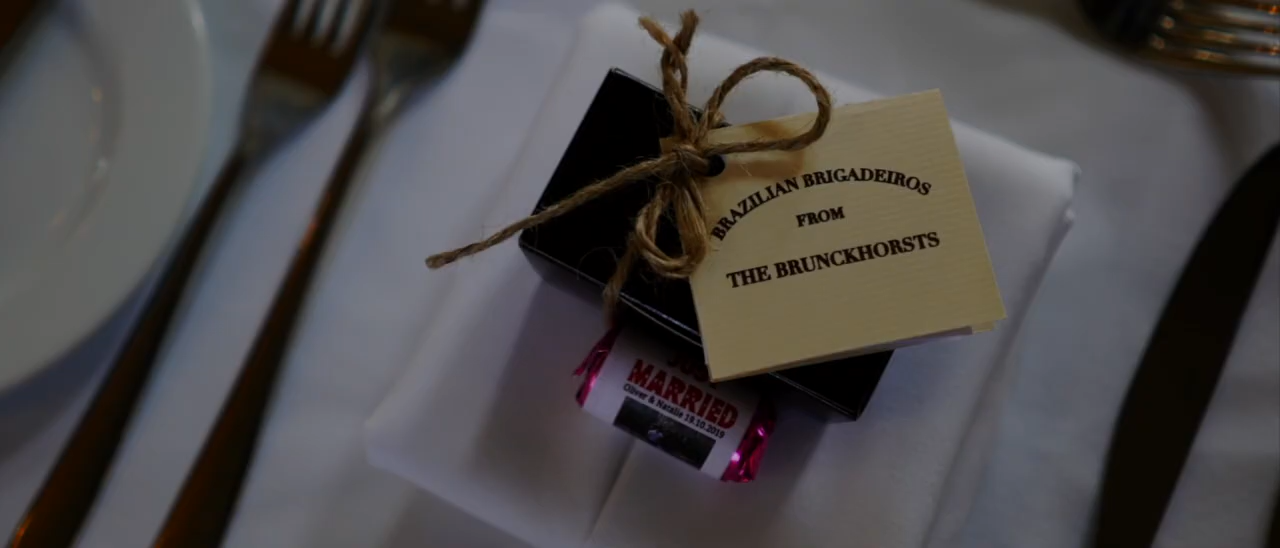 BRAZILIAN BRIGADEIROS
FROM
THE BRUNCKHORSTS
MARRIED
Oliver & Natalie 19.10.2019